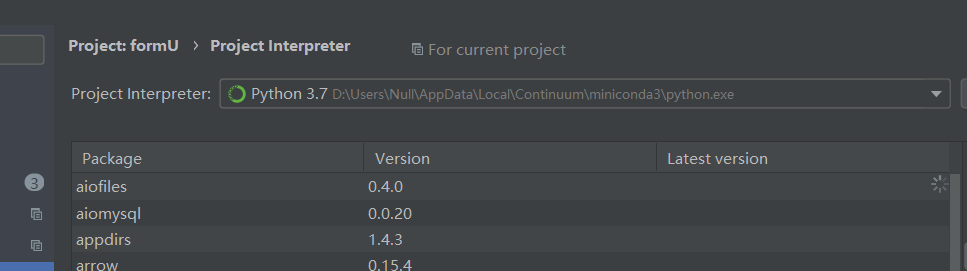 Project: formU › Project Interpreter For current project
Project Interpreter: Python 3.7 D:\Users\Null\AppData\Local\Continuum\miniconda3\python.exe
Package Version Latest version
aiofiles 0.4.0
3
aiomysql 0.0.20
appdirs 1.4.3
arrow 0.15.4